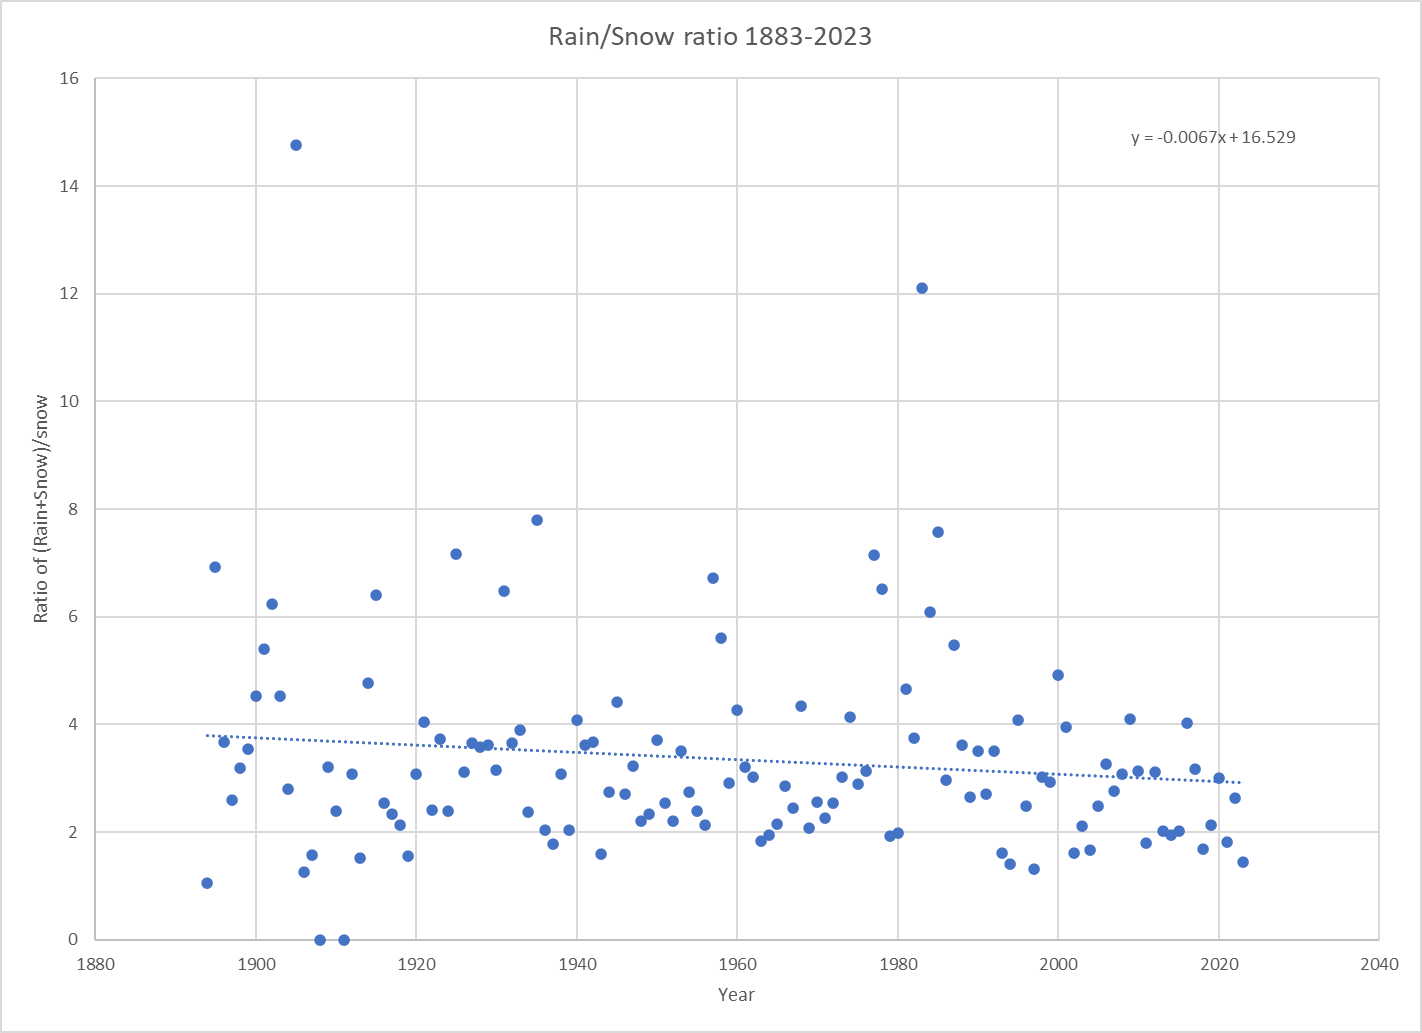 Rain/Snow ratio 1883-2023
y = -0.0067x + 16.529
Ratio of (Rain+Snow)/snow
16
14
12
10
8
6
4
2
0
1880 1900 1920 1940 1960 1980 2000 2020 2040
Year